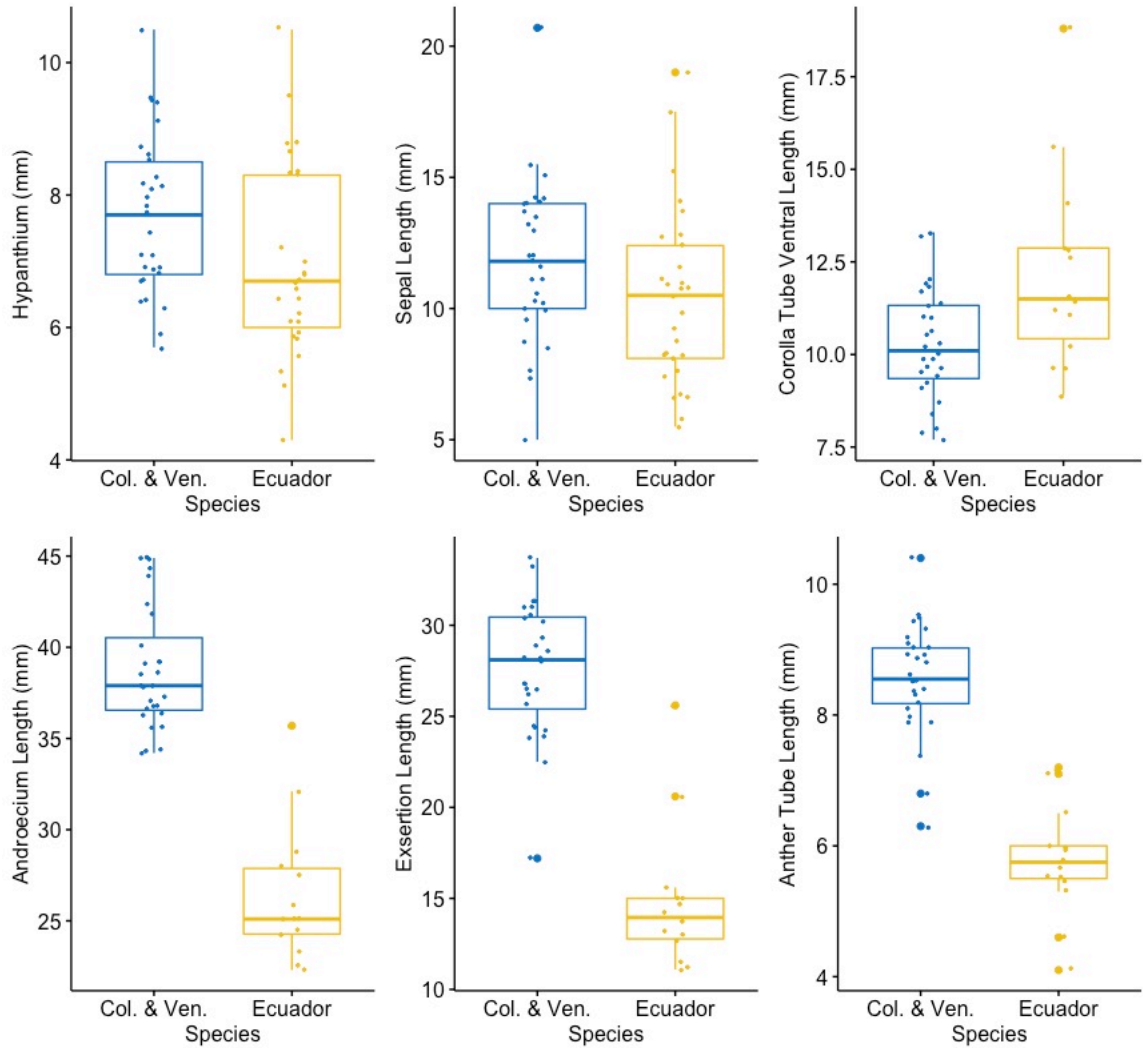 Hypanthium (mm)
10
8
6
4
Col. & Ven.
Ecuador
Species
Sepal Length (mm)
20
15
10
5
Col. & Ven.
Ecuador
Species
Corolla Tube Ventral Length (mm)
17.5
15.0
12.5
10.0
7.5
Col. & Ven.
Ecuador
Species
Androecium Length (mm)
45
40
35
30
25
Col. & Ven.
Ecuador
Species
Exsertion Length (mm)
30
25
20
15
10
Col. & Ven.
Ecuador
Species
Anther Tube Length (mm)
10
8
6
4
Col. & Ven.
Ecuador
Species